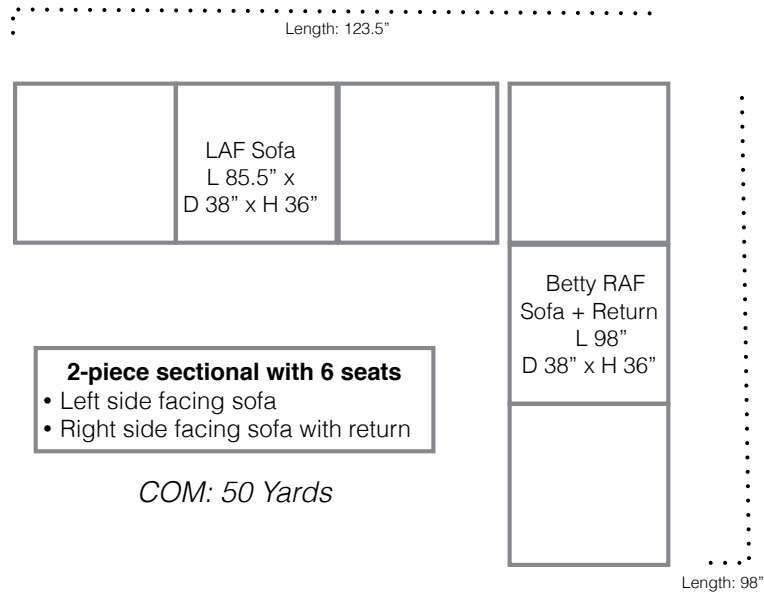 Length: 123.5”
LAF Sofa
L 85.5” x
D 38” x H 36”
Betty RAF
Sofa + Return
L 98”
D 38” x H 36”
2-piece sectional with 6 seats
• Left side facing sofa
• Right side facing sofa with return
COM: 50 Yards
Length: 98”